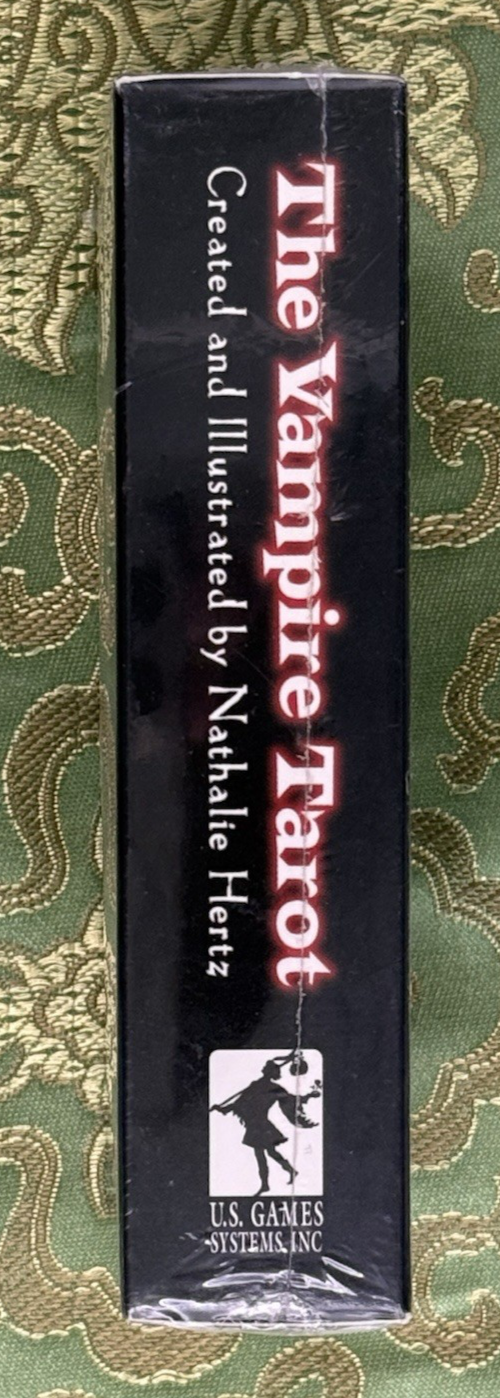 The Vampire Tarot
Created and Illustrated by Nathalie Hertz
U.S. GAMES
SYSTEMS, INC